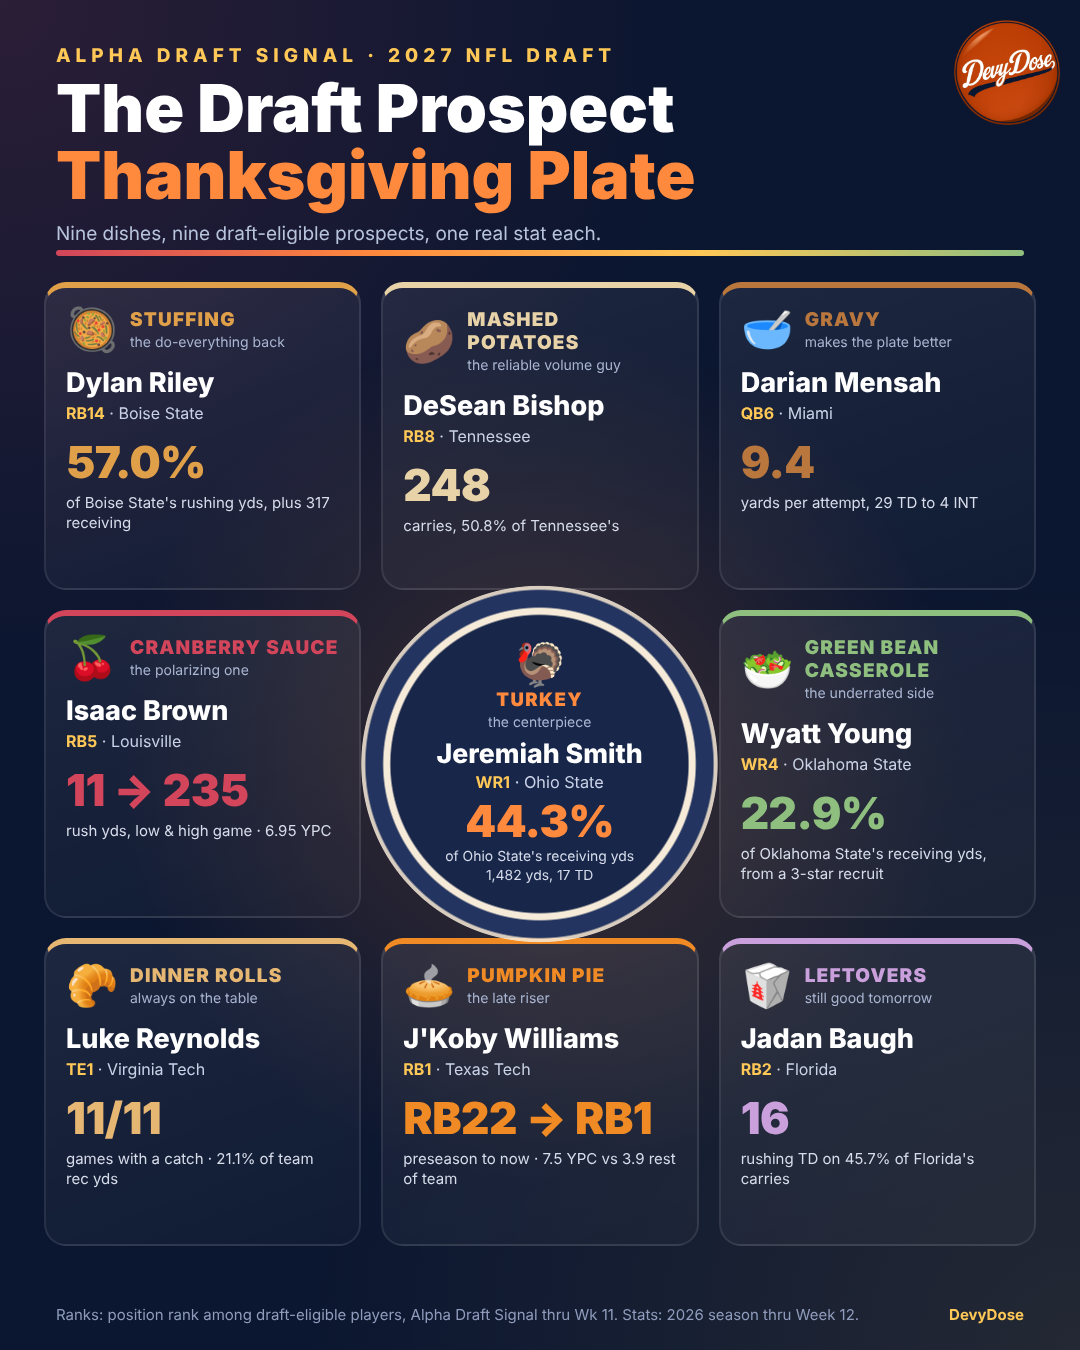 ALPHA DRAFT SIGNAL · 2027 NFL DRAFT
DevyDose
The Draft Prospect
Thanksgiving Plate
Nine dishes, nine draft-eligible prospects, one real stat each.
STUFFING
the do-everything back
Dylan Riley
RB14 · Boise State
57.0%
of Boise State's rushing yds, plus 317
receiving
MASHED
POTATOES
the reliable volume guy
DeSean Bishop
RB8 · Tennessee
248
carries, 50.8% of Tennessee's
GRAVY
makes the plate better
Darian Mensah
QB6 · Miami
9.4
yards per attempt, 29 TD to 4 INT
CRANBERRY SAUCE
the polarizing one
Isaac Brown
RB5 · Louisville
11 → 235
rush yds, low & high game · 6.95 YPC
TURKEY
the centerpiece
Jeremiah Smith
WR1 · Ohio State
44.3%
of Ohio State's receiving yds
1,482 yds, 17 TD
GREEN BEAN
CASSEROLE
the underrated side
Wyatt Young
WR4 · Oklahoma State
22.9%
of Oklahoma State's receiving yds,
from a 3-star recruit
DINNER ROLLS
always on the table
Luke Reynolds
TE1 · Virginia Tech
11/11
games with a catch · 21.1% of team
rec yds
PUMPKIN PIE
the late riser
J'Koby Williams
RB1 · Texas Tech
RB22 → RB1
preseason to now · 7.5 YPC vs 3.9 rest
of team
LEFTOVERS
still good tomorrow
Jadan Baugh
RB2 · Florida
16
rushing TD on 45.7% of Florida's
carries
Ranks: position rank among draft-eligible players, Alpha Draft Signal thru Wk 11. Stats: 2026 season thru Week 12.
DevyDose